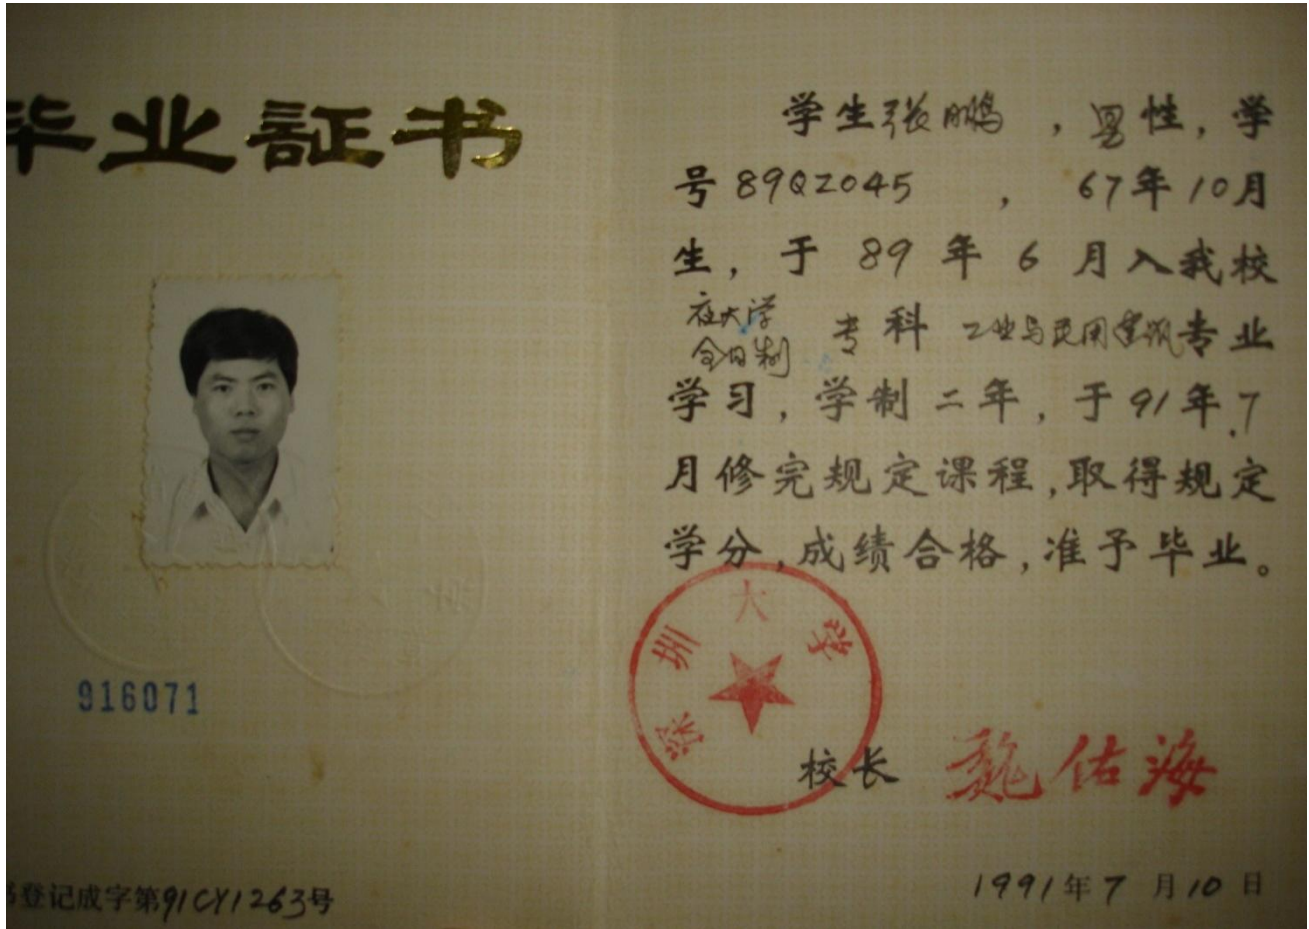 毕业証书
916071
书登记成字第91CY1263号
学生张鹏，男性，学
号89QZ045，67年10月
生，于89年6月入我校
在大学
全日制
专科工业与民用建筑专业
学习，学制二年，于91年7
月修完规定课程，取得规定
学分，成绩合格，准予毕业。
深圳大学
校长 魏佑海
1991年7月10日